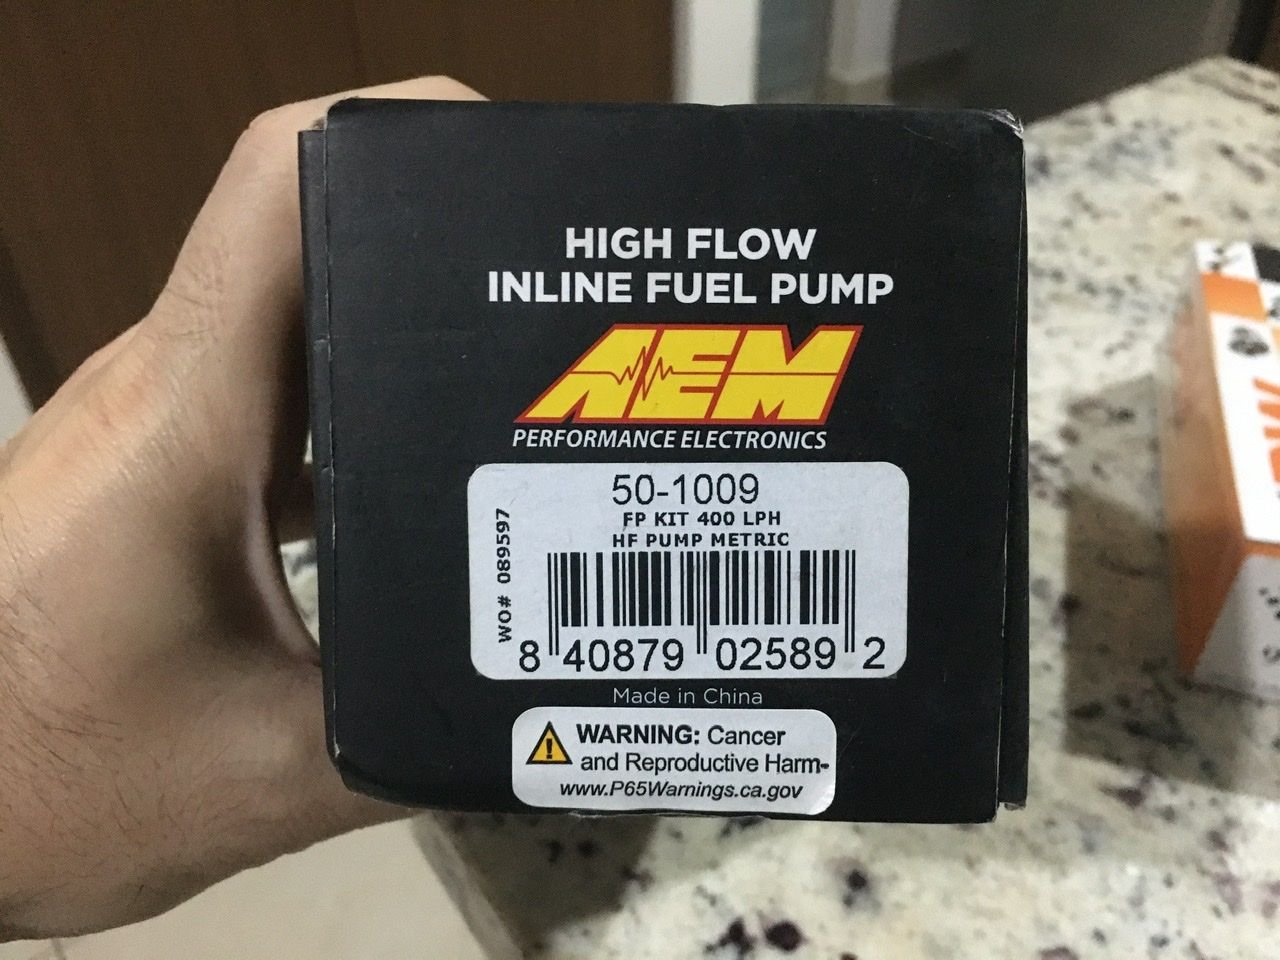 HIGH FLOW
INLINE FUEL PUMP
AEM
PERFORMANCE ELECTRONICS
50-1009
FP KIT 400 LPH
HF PUMP METRIC
WO# 089597
8 40879 02589 2
Made in China
WARNING: Cancer
and Reproductive Harm-
www.P65Warnings.ca.gov